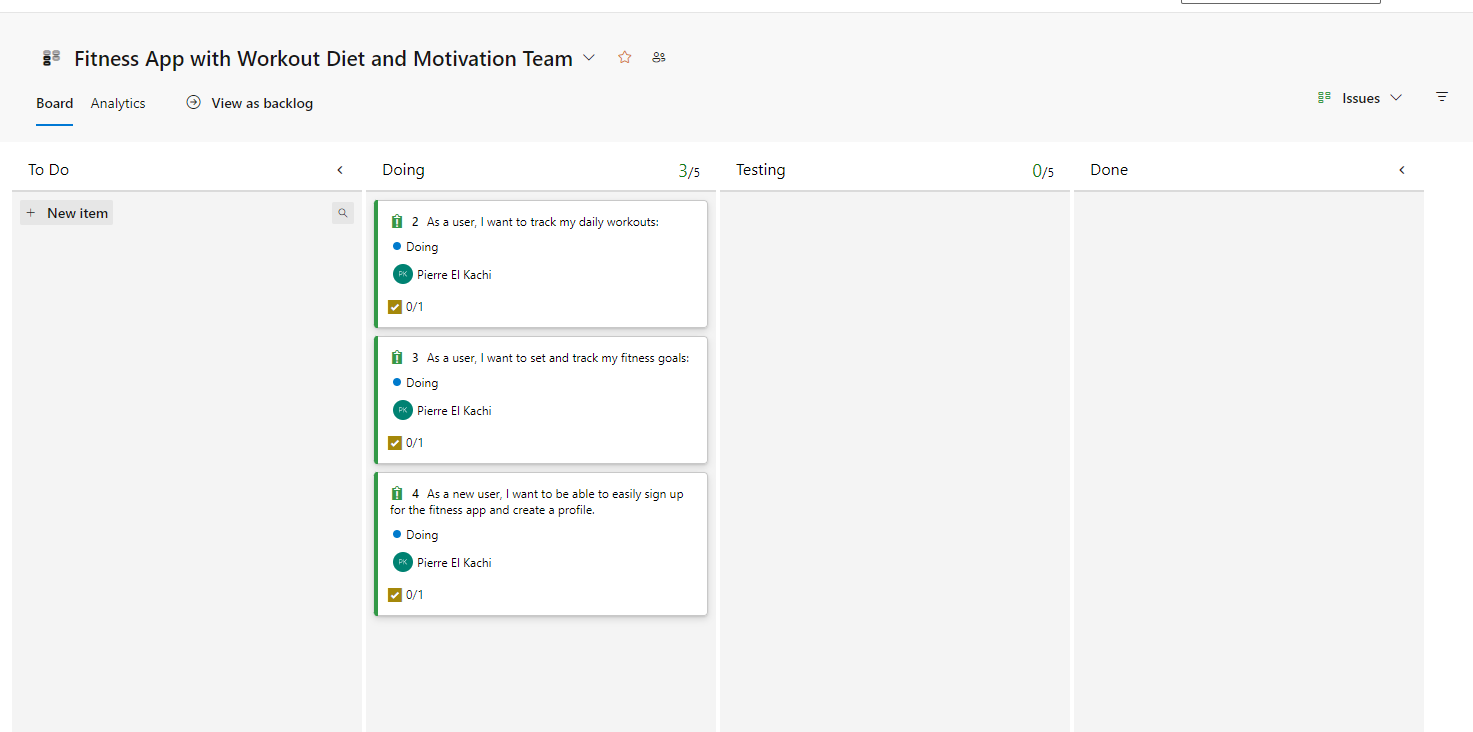 Fitness App with Workout Diet and Motivation Team
Board Analytics View as backlog Issues
To Do
Doing 3/5
Testing 0/5
Done
+ New item
2 As a user, I want to track my daily workouts:
Doing
PK Pierre El Kachi
0/1
3 As a user, I want to set and track my fitness goals:
Doing
PK Pierre El Kachi
0/1
4 As a new user, I want to be able to easily sign up
for the fitness app and create a profile.
Doing
PK Pierre El Kachi
0/1